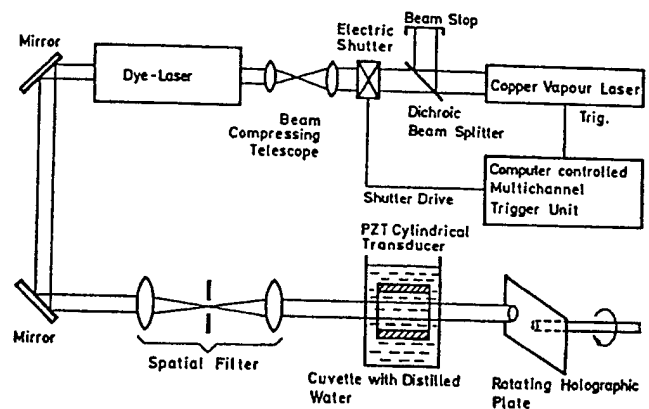 Mirror
Dye-Laser
Beam
Compressing
Telescope
Electric
Shutter
Beam Stop
Dichroic
Beam Splitter
Copper Vapour Laser
Trig.
Computer controlled
Multichannel
Trigger Unit
Shutter Drive
PZT Cylindrical
Transducer
Mirror
Spatial Filter
Cuvette with Distilled
Water
Rotating Holographic
Plate